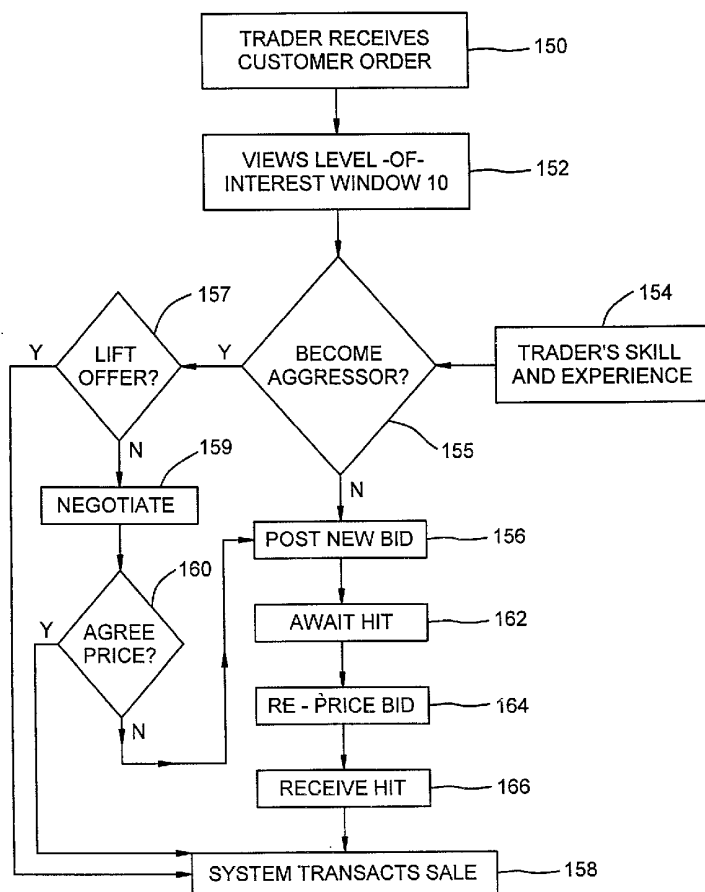 TRADER RECEIVES
CUSTOMER ORDER
150
VIEWS LEVEL -OF-
INTEREST WINDOW 10
152
157
LIFT
OFFER?
Y
N
BECOME
AGGRESSOR?
Y
N
155
154
TRADER'S SKILL
AND EXPERIENCE
159
NEGOTIATE
160
AGREE
PRICE?
Y
N
POST NEW BID
156
AWAIT HIT
162
RE - PRICE BID
164
RECEIVE HIT
166
SYSTEM TRANSACTS SALE
158